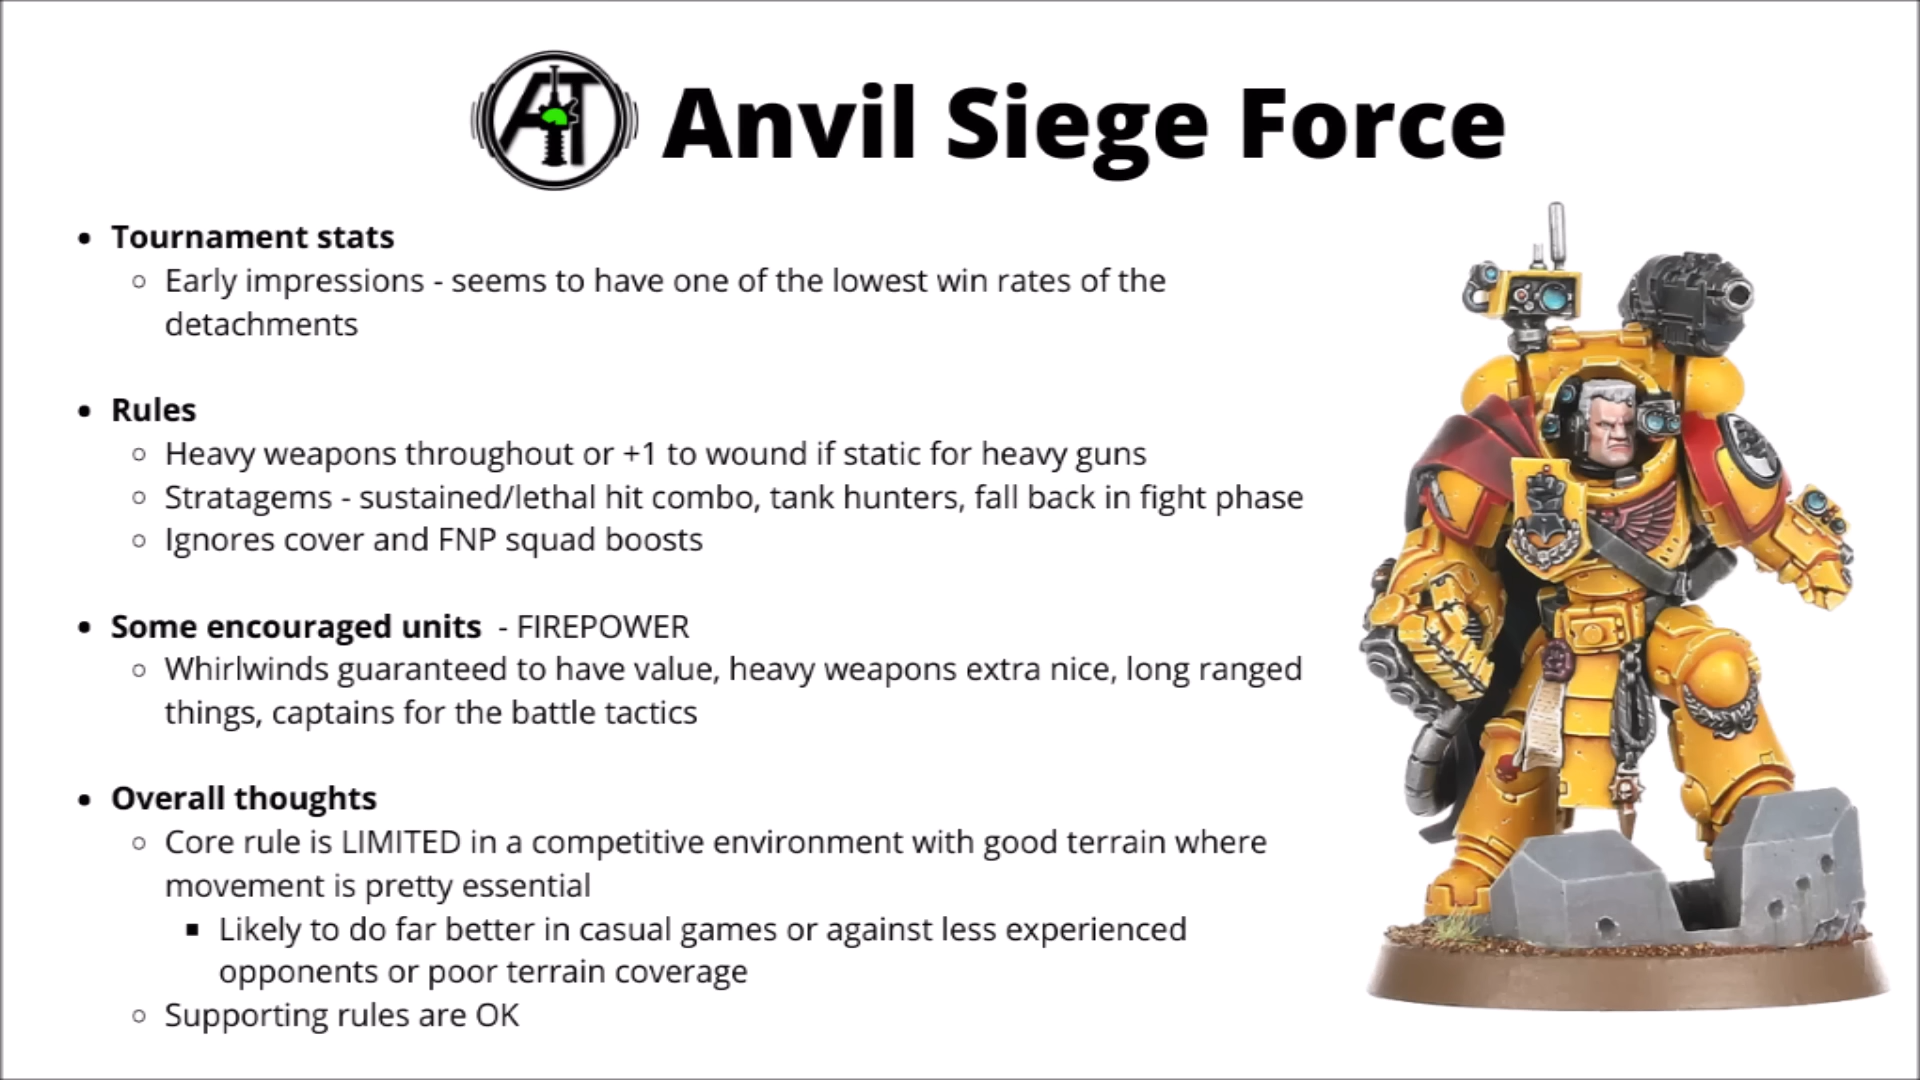 AT
Anvil Siege Force
• Tournament stats
○ Early impressions - seems to have one of the lowest win rates of the
detachments
• Rules
○ Heavy weapons throughout or +1 to wound if static for heavy guns
○ Stratagems - sustained/lethal hit combo, tank hunters, fall back in fight phase
○ Ignores cover and FNP squad boosts
• Some encouraged units - FIREPOWER
○ Whirlwinds guaranteed to have value, heavy weapons extra nice, long ranged
things, captains for the battle tactics
• Overall thoughts
○ Core rule is LIMITED in a competitive environment with good terrain where
movement is pretty essential
▪ Likely to do far better in casual games or against less experienced
opponents or poor terrain coverage
○ Supporting rules are OK